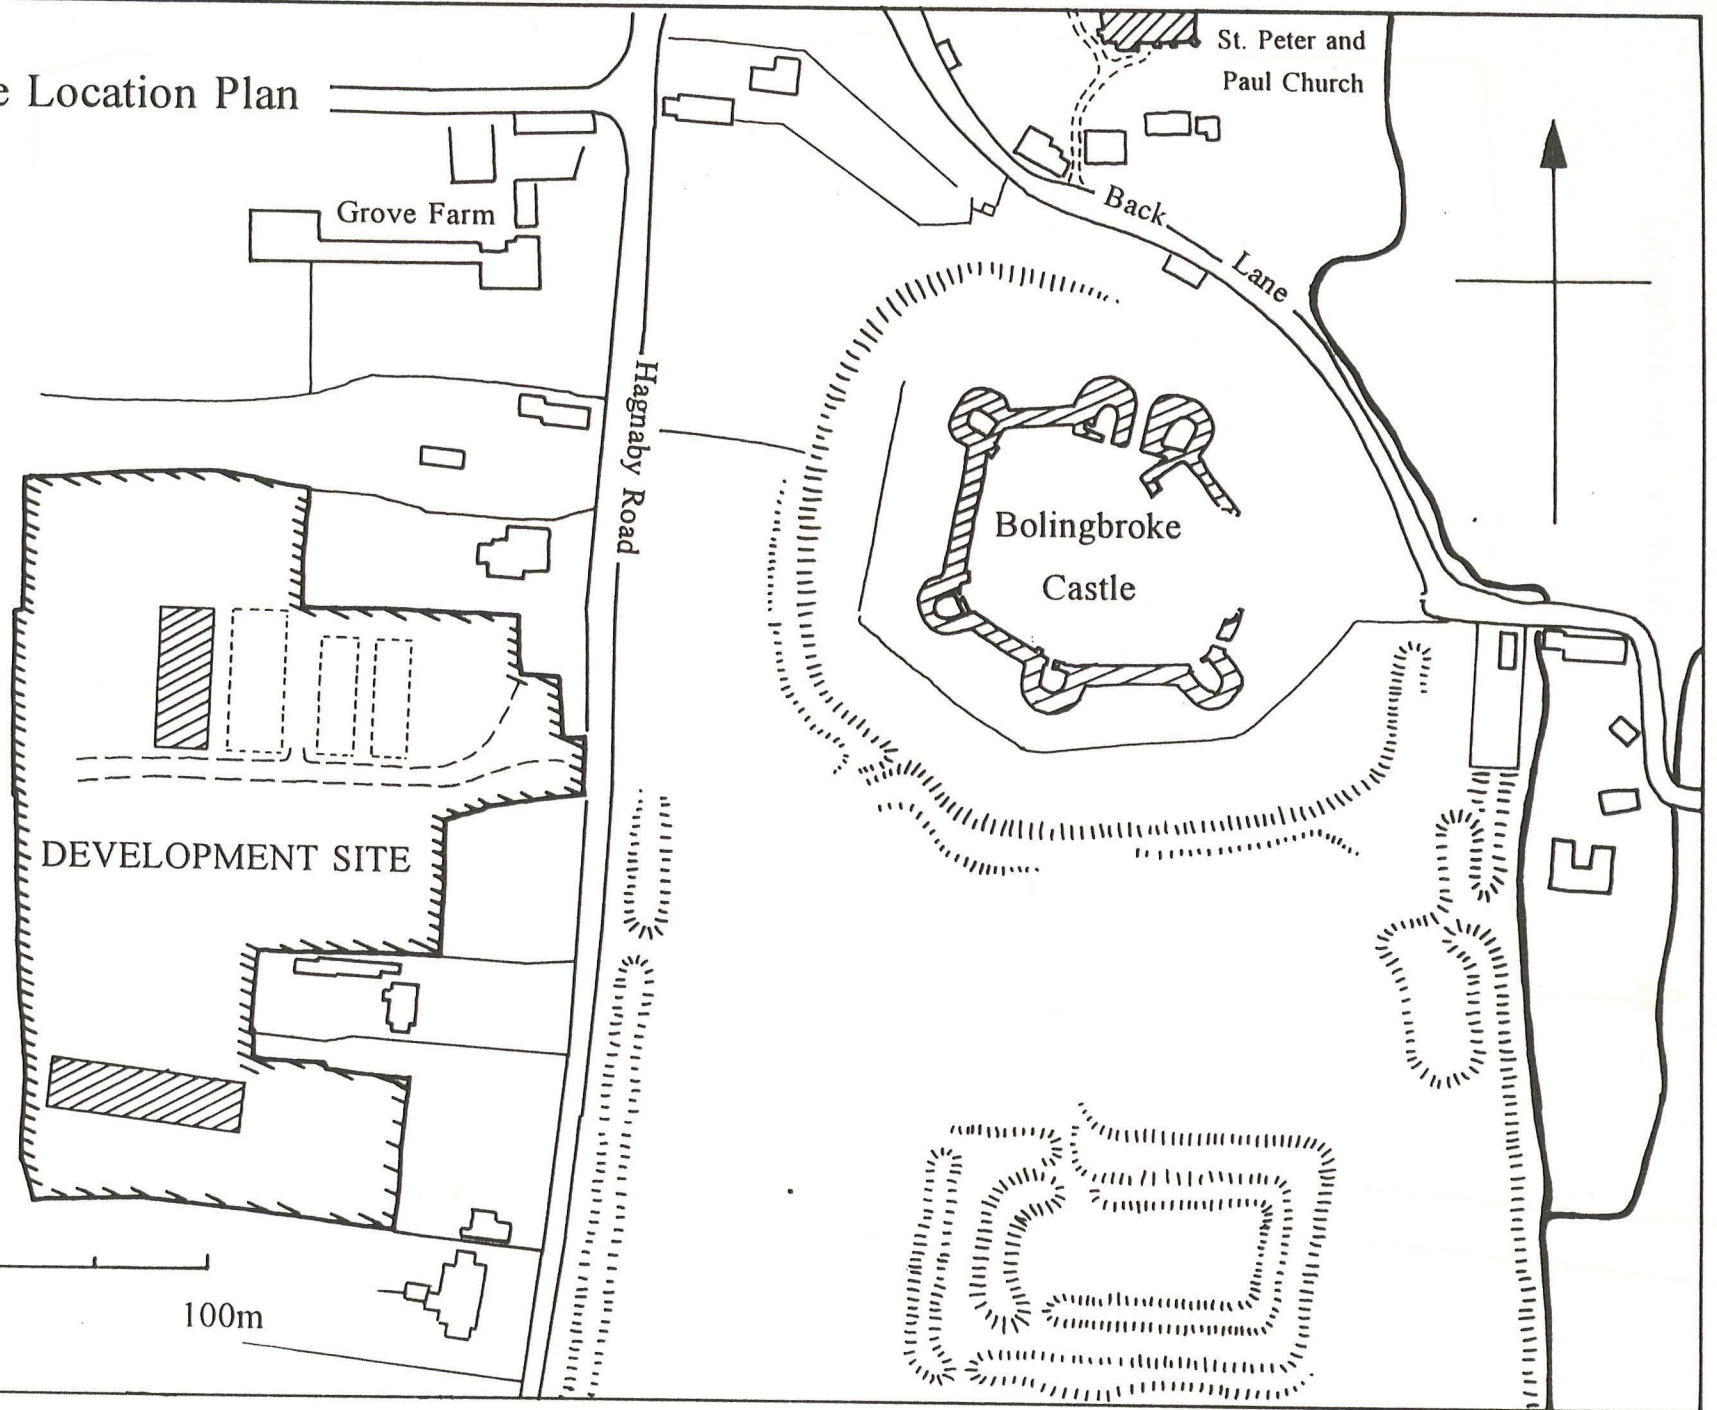 e Location Plan
St. Peter and
Paul Church
Grove Farm
Back
Lane
Hagnaby Road
Bolingbroke
Castle
DEVELOPMENT SITE
100m